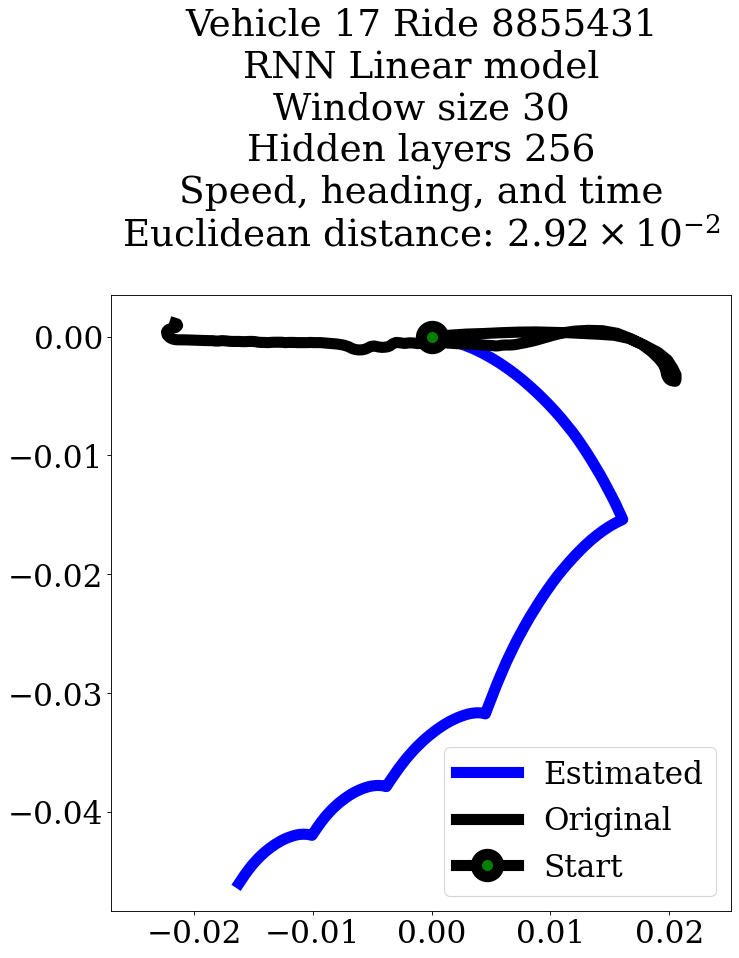 Vehicle 17 Ride 8855431
RNN Linear model
Window size 30
Hidden layers 256
Speed, heading, and time
Euclidean distance: 2.92 × 10⁻²
0.00
−0.01
−0.02
−0.03
−0.04
Estimated
Original
Start
−0.02 −0.01 0.00 0.01 0.02